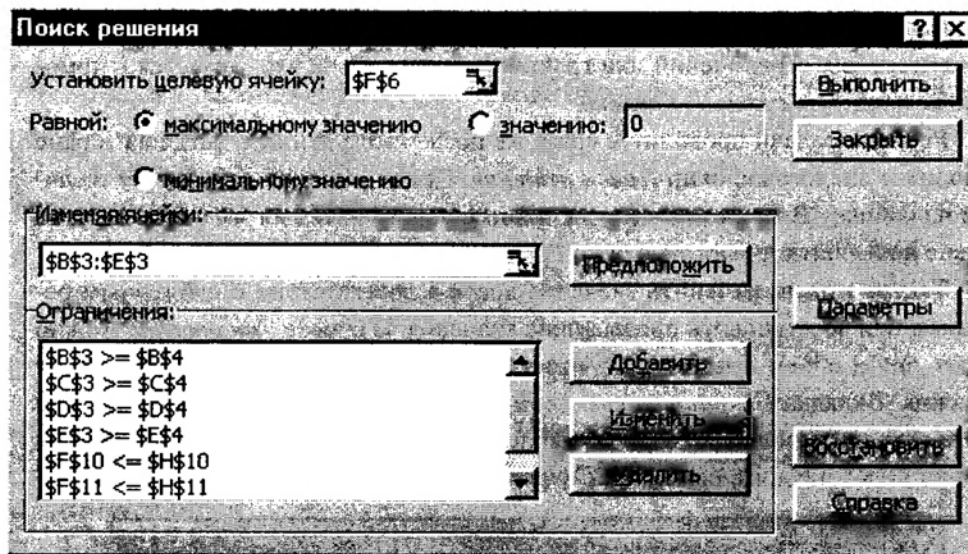 Поиск решения
Установить целевую ячейку: $F$6
Выполнить
Равной: максимальному значению значению: 0
Закрыть
минимальному значению
Изменяя ячейки:
$B$3:$E$3
Предположить
Параметры
Ограничения:
$B$3 >= $B$4
$C$3 >= $C$4
$D$3 >= $D$4
$E$3 >= $E$4
$F$10 <= $H$10
$F$11 <= $H$11
Добавить
Изменить
Удалить
Восстановить
Справка